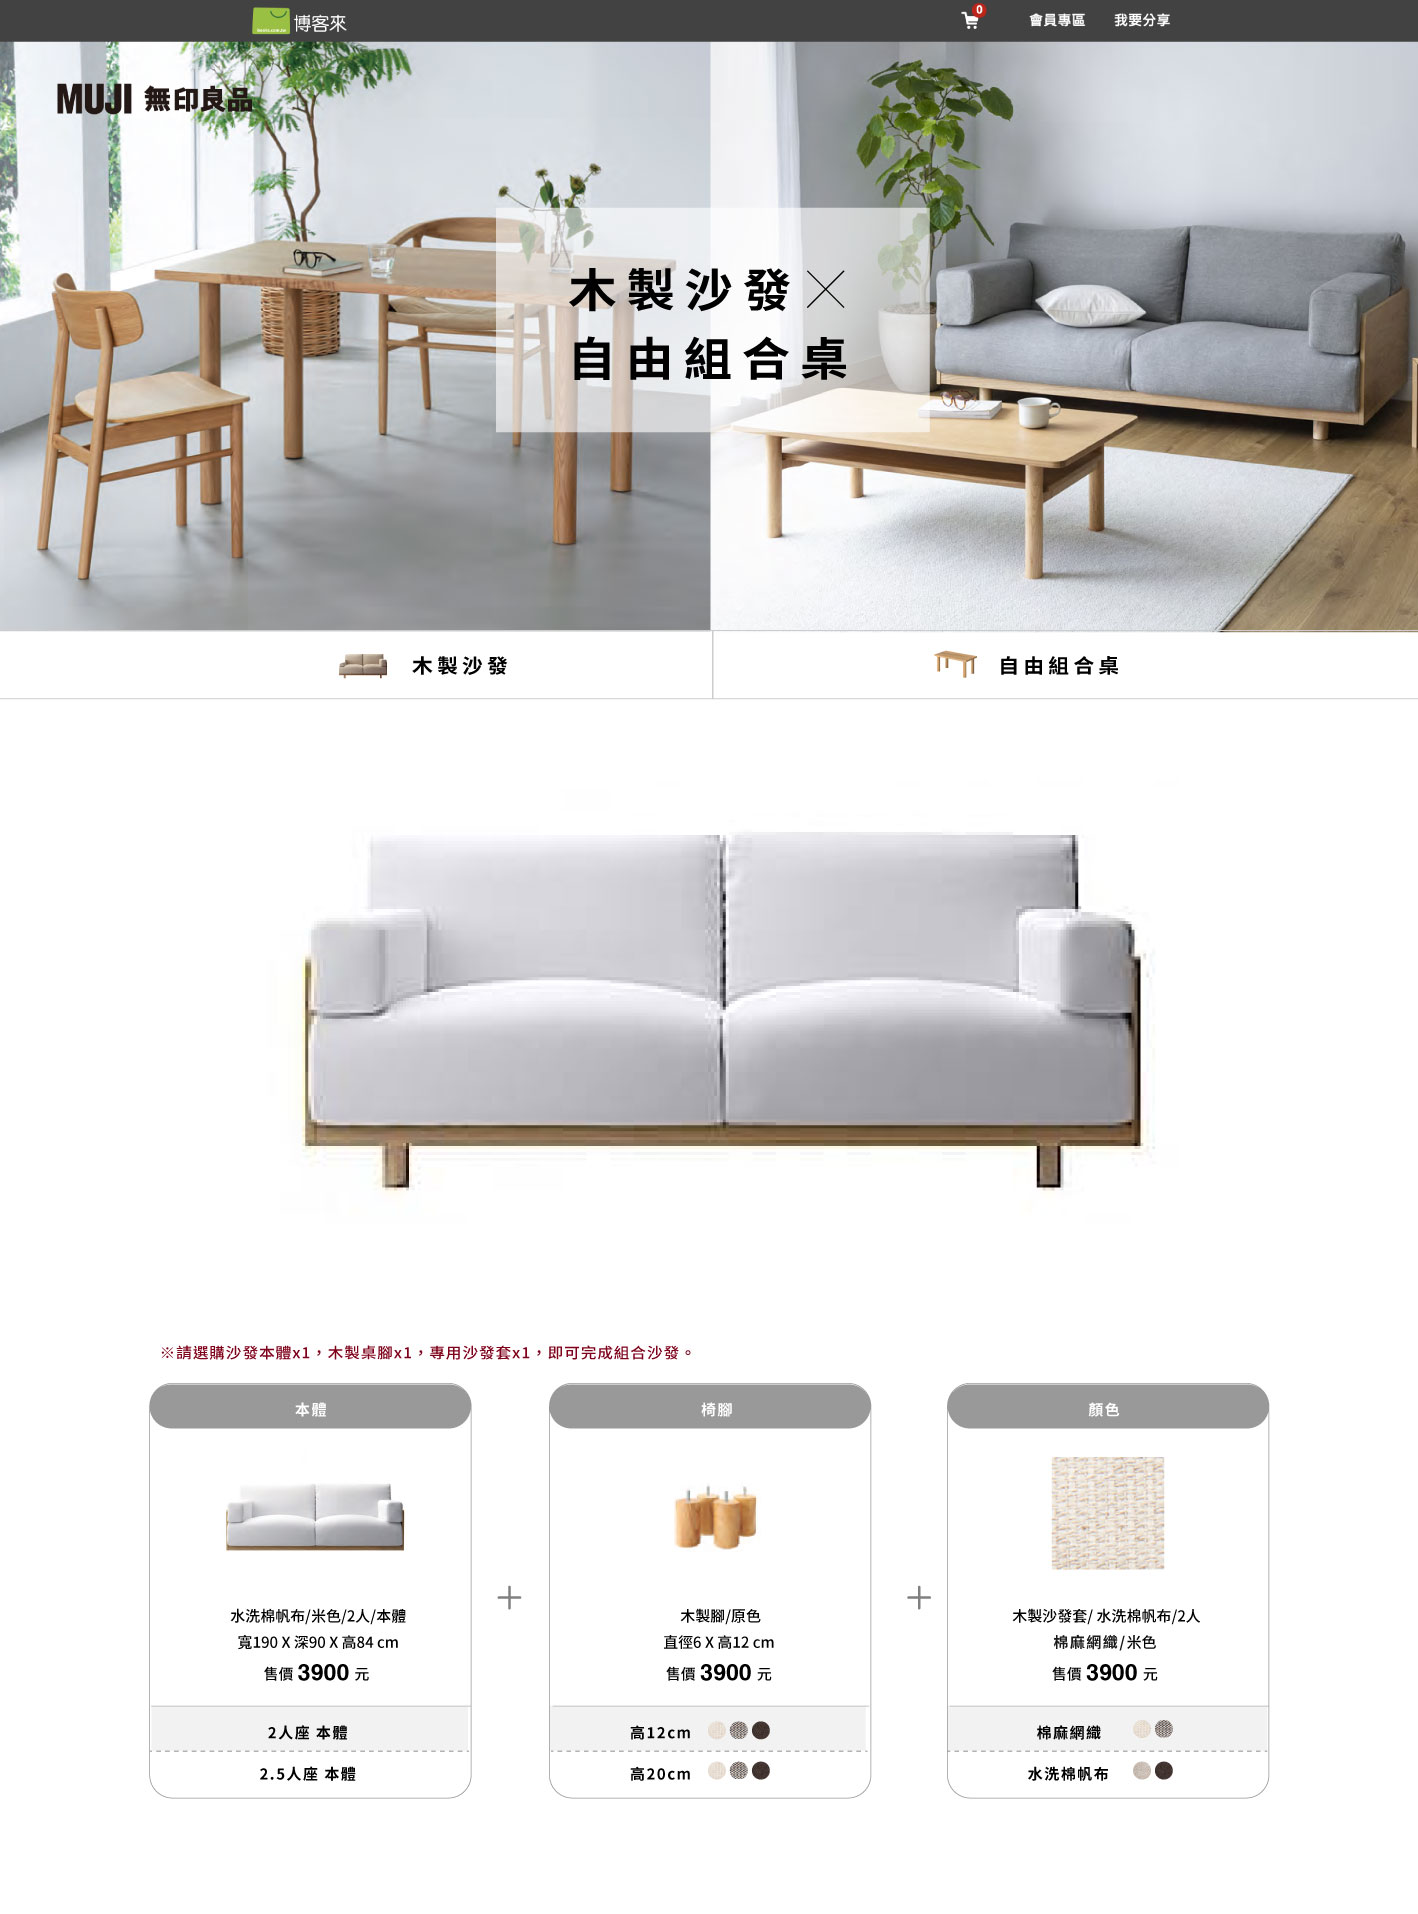 博客來
0
會員專區
我要分享
MUJI 無印良品
木製沙發×
自由組合桌
木製沙發
自由組合桌
※請選購沙發本體x1，木製桌腳x1，專用沙發套x1，即可完成組合沙發。
本體
水洗棉帆布/米色/2人/本體
寬190 X 深90 X 高84 cm
售價 3900 元
2人座 本體
2.5人座 本體
椅腳
木製腳/原色
直徑6 X 高12 cm
售價 3900 元
高12cm
高20cm
顏色
木製沙發套/ 水洗棉帆布/2人
棉麻網織/米色
售價 3900 元
棉麻網織
水洗棉帆布